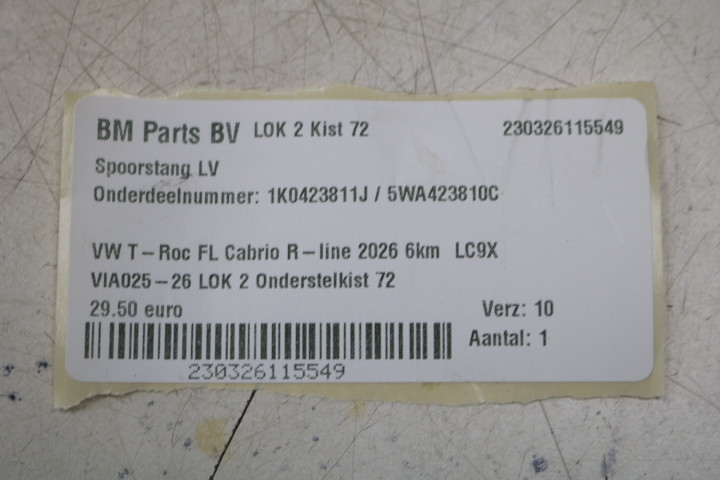 BM Parts BV LOK 2 Kist 72 230326115549
Spoorstang LV
Onderdeelnummer: 1K0423811J / 5WA423810C
VW T-Roc FL Cabrio R-line 2026 6km LC9X
VIA025-26 LOK 2 Onderstelkist 72
29.50 euro Verz: 10
Aantal: 1
230326115549